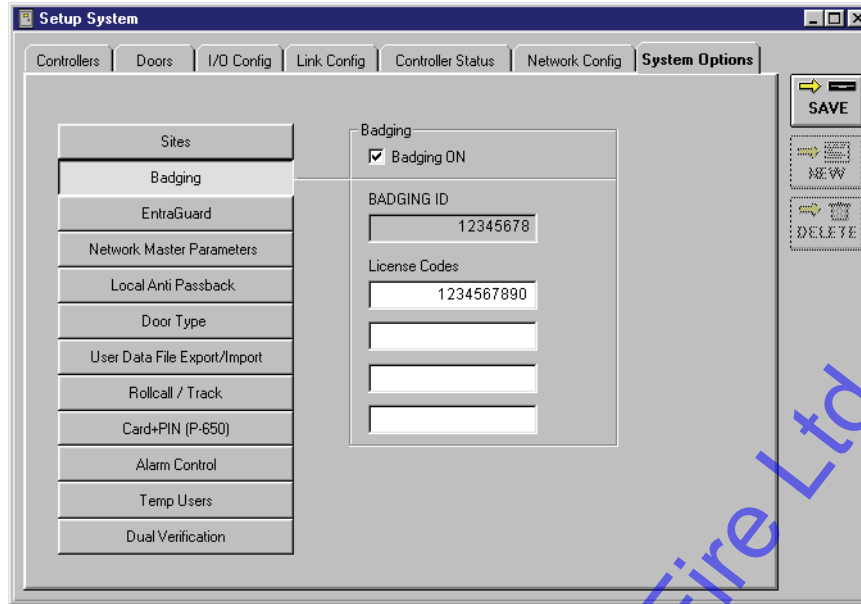 Setup System
Controllers Doors I/O Config Link Config Controller Status Network Config System Options
SAVE
NEW
DELETE
Sites
Badging
EntraGuard
Network Master Parameters
Local Anti Passback
Door Type
User Data File Export/Import
Rollcall / Track
Card+PIN (P-650)
Alarm Control
Temp Users
Dual Verification
Badging
Badging ON
BADGING ID
12345678
License Codes
1234567890
Fire Ltd